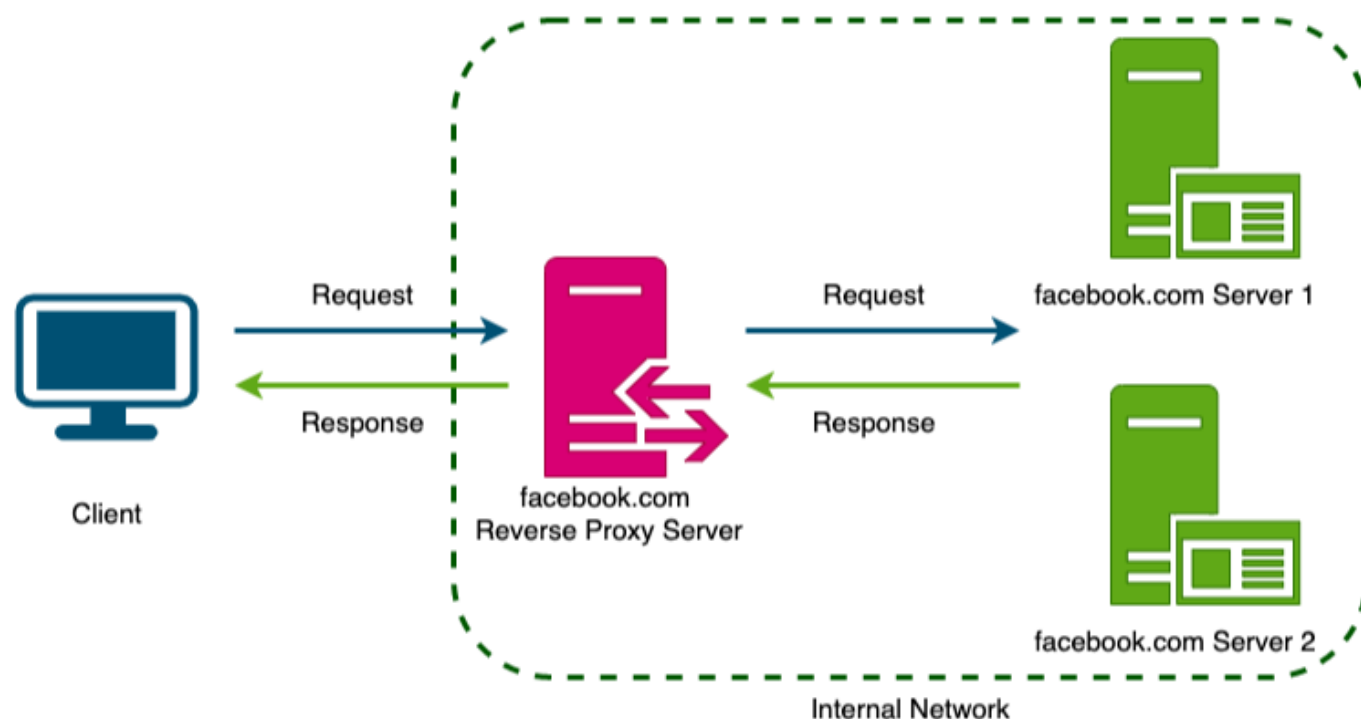 facebook.com Server 1
Request
Request
Response
Response
Client
facebook.com
Reverse Proxy Server
facebook.com Server 2
Internal Network